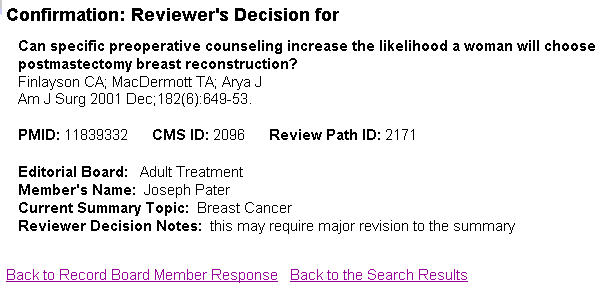 Confirmation: Reviewer's Decision for
Can specific preoperative counseling increase the likelihood a woman will choose
postmastectomy breast reconstruction?
Finlayson CA; MacDermott TA; Arya J
Am J Surg 2001 Dec;182(6):649-53.
PMID: 11839332 CMS ID: 2096 Review Path ID: 2171
Editorial Board: Adult Treatment
Member's Name: Joseph Pater
Current Summary Topic: Breast Cancer
Reviewer Decision Notes: this may require major revision to the summary
Back to Record Board Member Response Back to the Search Results